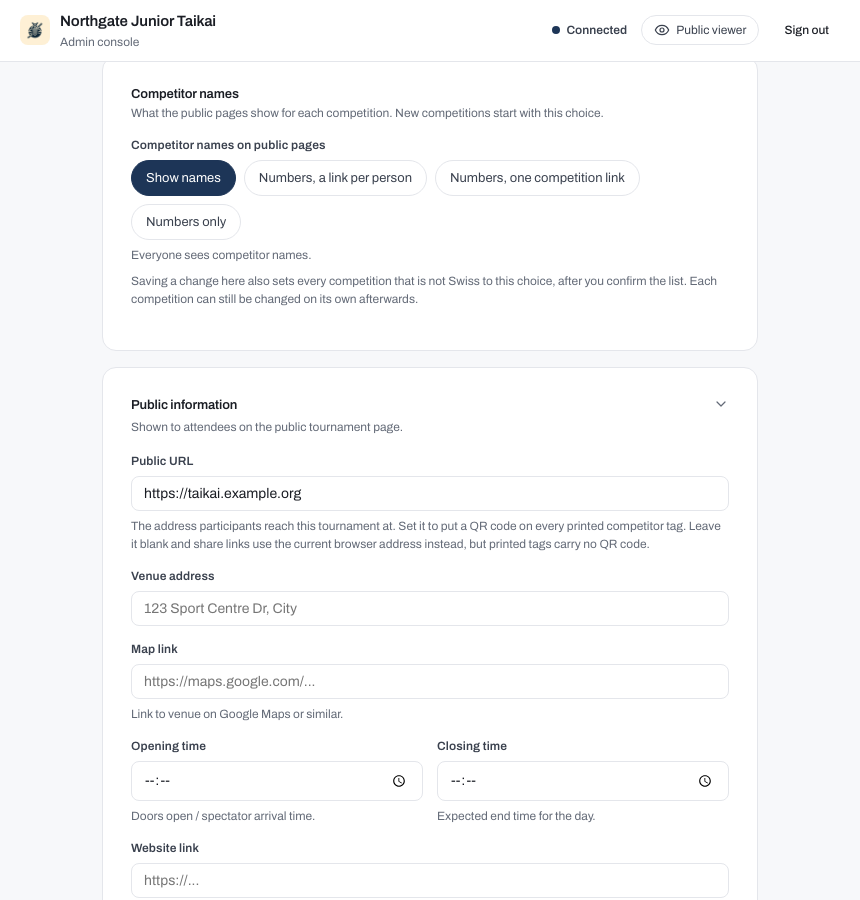 Northgate Junior Taikai
Admin console
Connected
Public viewer
Sign out
Competitor names
What the public pages show for each competition. New competitions start with this choice.
Competitor names on public pages
Show names
Numbers, a link per person
Numbers, one competition link
Numbers only
Everyone sees competitor names.
Saving a change here also sets every competition that is not Swiss to this choice, after you confirm the list. Each
competition can still be changed on its own afterwards.
Public information
Shown to attendees on the public tournament page.
Public URL
https://taikai.example.org
The address participants reach this tournament at. Set it to put a QR code on every printed competitor tag. Leave
it blank and share links use the current browser address instead, but printed tags carry no QR code.
Venue address
123 Sport Centre Dr, City
Map link
https://maps.google.com/...
Link to venue on Google Maps or similar.
Opening time
Closing time
--:--
--:--
Doors open / spectator arrival time.
Expected end time for the day.
Website link
https://...